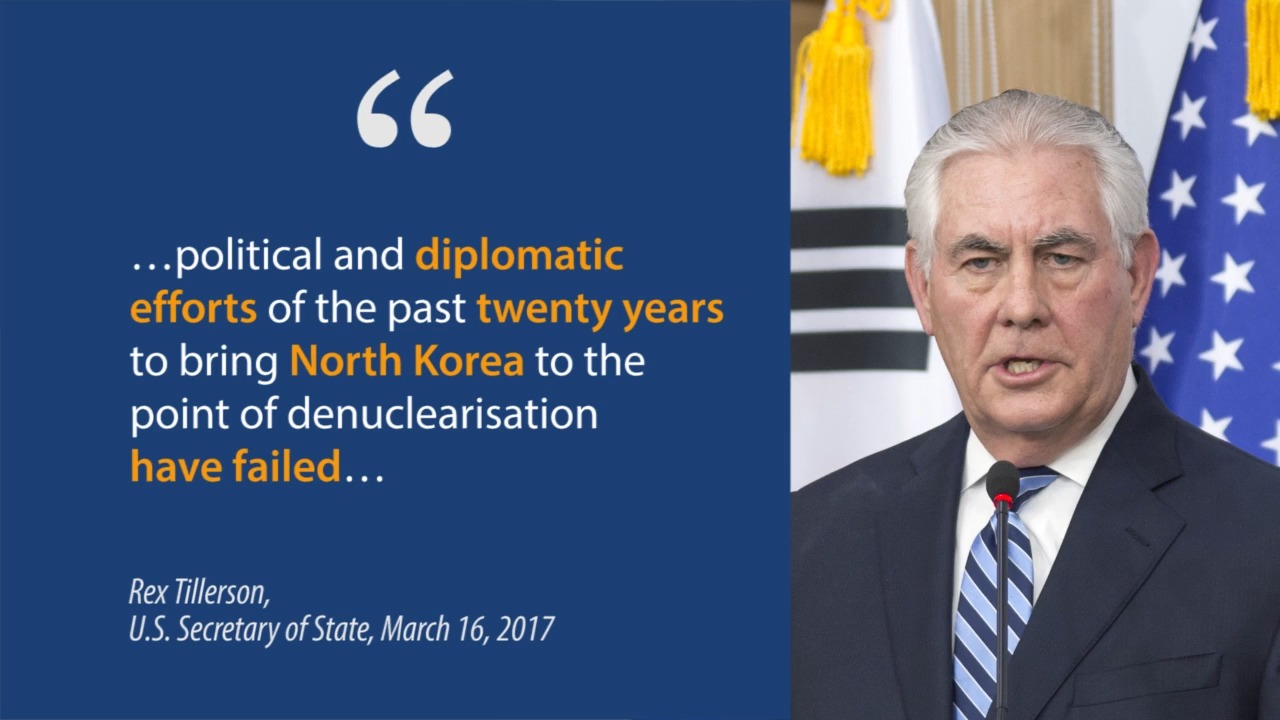 “
…political and diplomatic
efforts of the past twenty years
to bring North Korea to the
point of denuclearisation
have failed…
Rex Tillerson,
U.S. Secretary of State, March 16, 2017